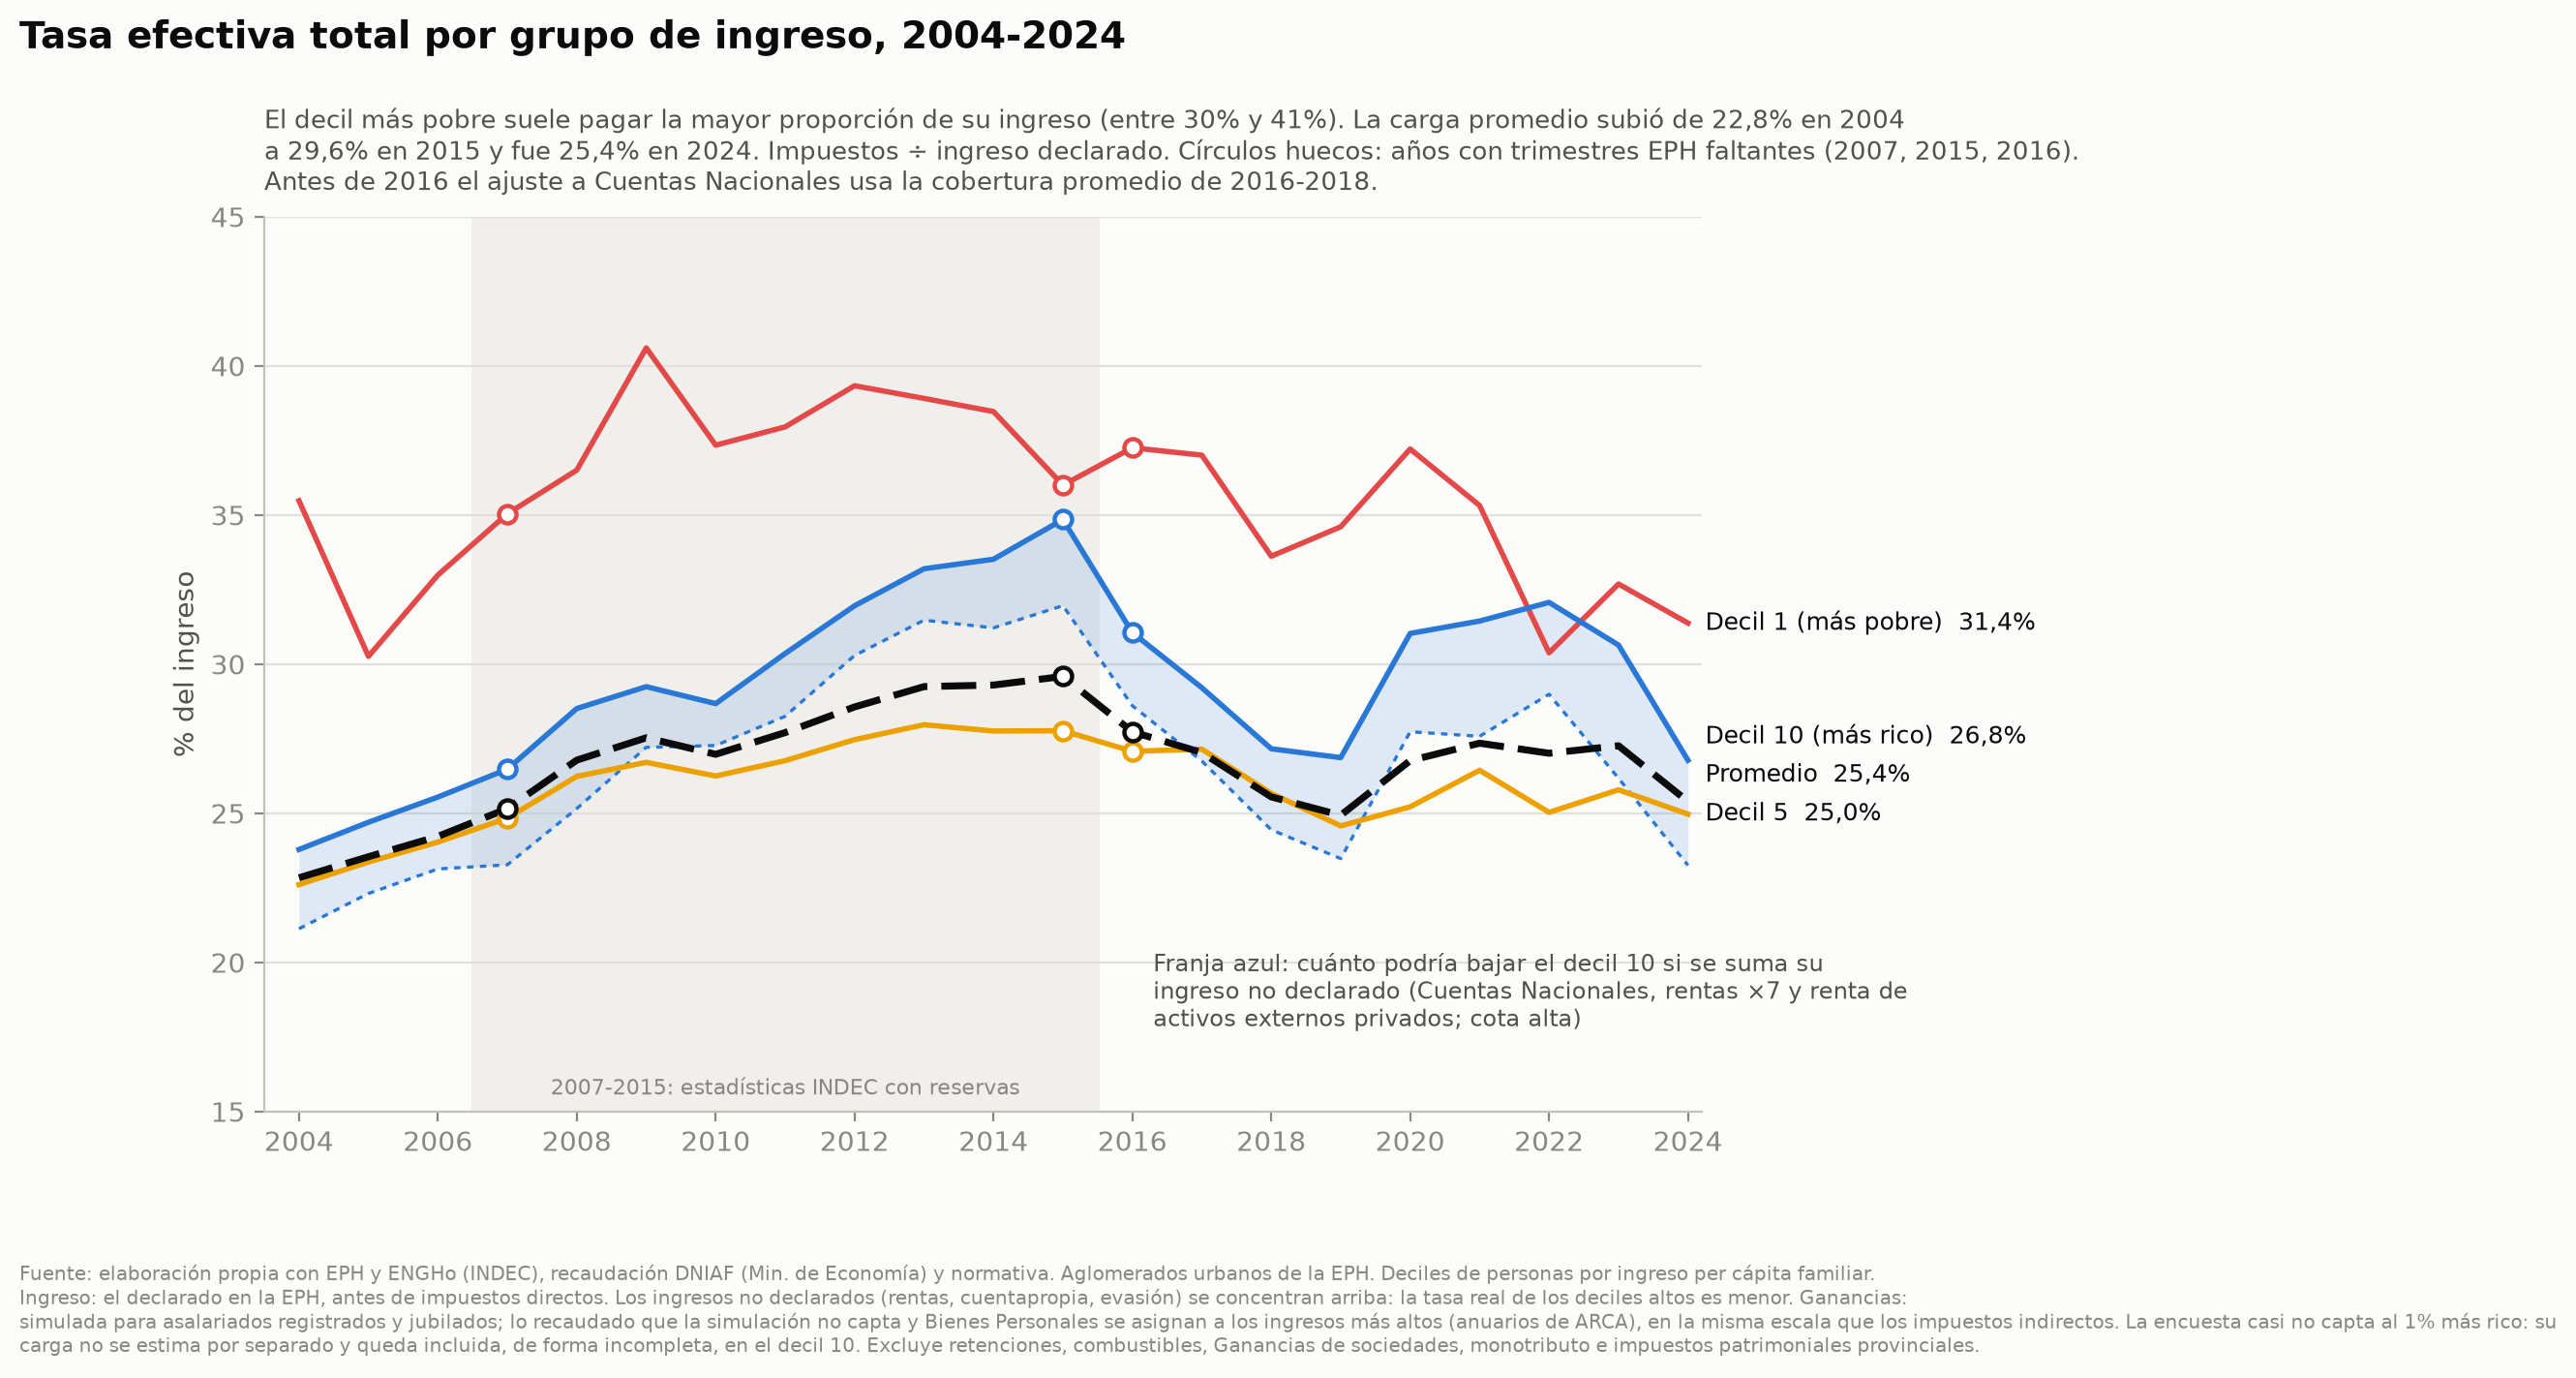 Tasa efectiva total por grupo de ingreso, 2004-2024
El decil más pobre suele pagar la mayor proporción de su ingreso (entre 30% y 41%). La carga promedio subió de 22,8% en 2004
a 29,6% en 2015 y fue 25,4% en 2024. Impuestos ÷ ingreso declarado. Círculos huecos: años con trimestres EPH faltantes (2007, 2015, 2016).
Antes de 2016 el ajuste a Cuentas Nacionales usa la cobertura promedio de 2016-2018.
% del ingreso
45
40
35
30
25
20
15
Decil 1 (más pobre) 31,4%
Decil 10 (más rico) 26,8%
Promedio 25,4%
Decil 5 25,0%
Franja azul: cuánto podría bajar el decil 10 si se suma su
ingreso no declarado (Cuentas Nacionales, rentas ×7 y renta de
activos externos privados; cota alta)
2007-2015: estadísticas INDEC con reservas
2004 2006 2008 2010 2012 2014 2016 2018 2020 2022 2024
Fuente: elaboración propia con EPH y ENGHo (INDEC), recaudación DNIAF (Min. de Economía) y normativa. Aglomerados urbanos de la EPH. Deciles de personas por ingreso per cápita familiar.
Ingreso: el declarado en la EPH, antes de impuestos directos. Los ingresos no declarados (rentas, cuentapropia, evasión) se concentran arriba: la tasa real de los deciles altos es menor. Ganancias:
simulada para asalariados registrados y jubilados; lo recaudado que la simulación no capta y Bienes Personales se asignan a los ingresos más altos (anuarios de ARCA), en la misma escala que los impuestos indirectos. La encuesta casi no capta al 1% más rico: su
carga no se estima por separado y queda incluida, de forma incompleta, en el decil 10. Excluye retenciones, combustibles, Ganancias de sociedades, monotributo e impuestos patrimoniales provinciales.